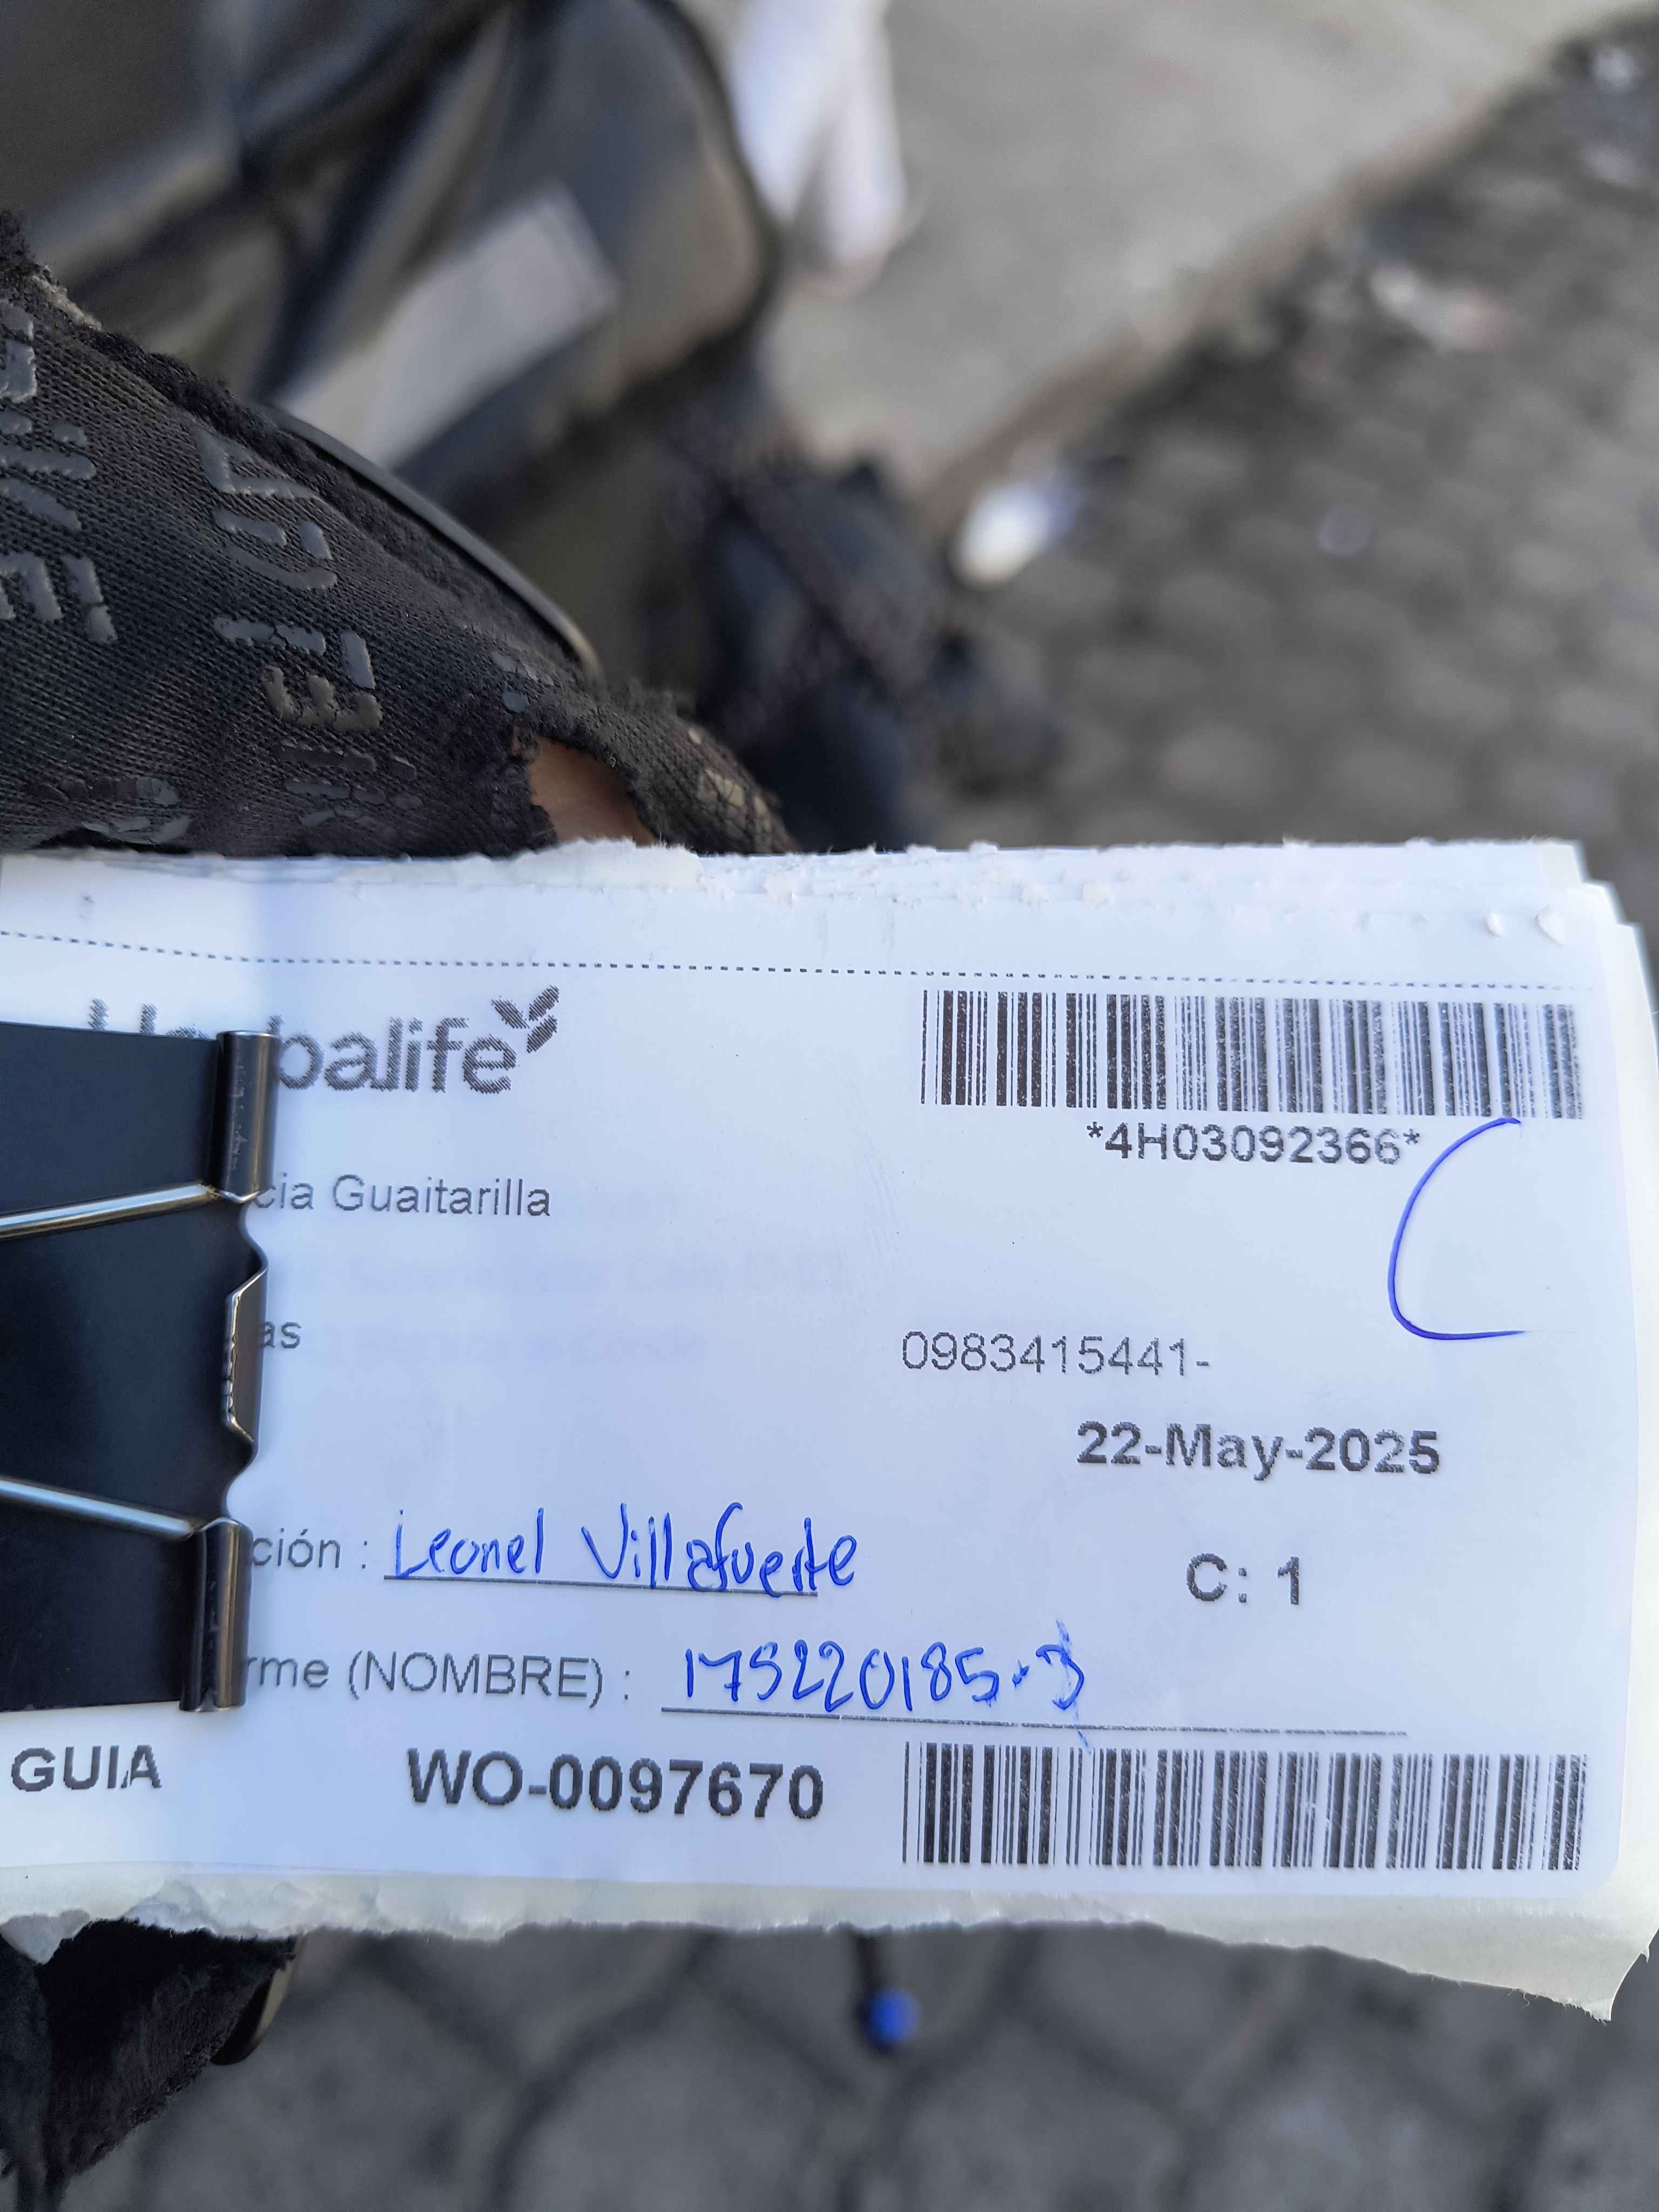 Herbalife
*4H03092366*
cia Guaitarilla
as
0983415441-
22-May-2025
ción : Leonel Villafuerte
C: 1
rme (NOMBRE) : 175220185-3
GUIA WO-0097670